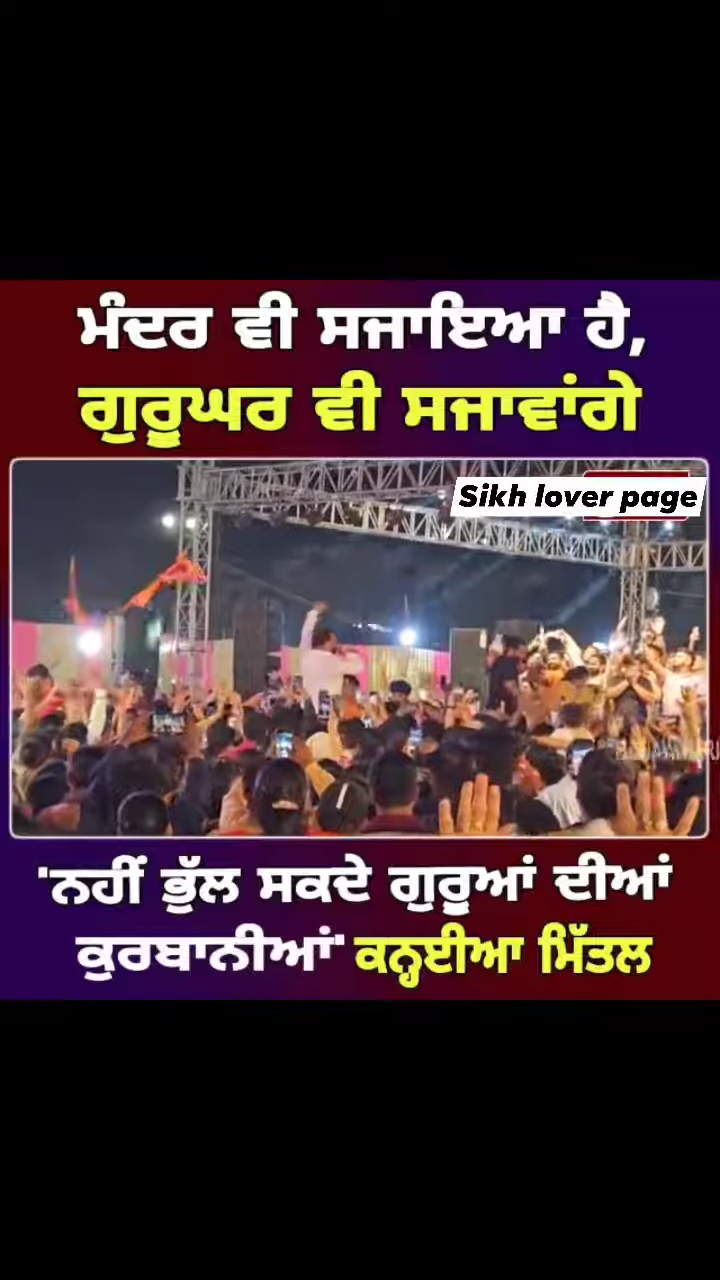 ਮੰਦਰ ਵੀ ਸਜਾਇਆ ਹੈ,
ਗੁਰੂਘਰ ਵੀ ਸਜਾਵਾਂਗੇ
Sikh lover page
'ਨਹੀਂ ਭੁੱਲ ਸਕਦੇ ਗੁਰੂਆਂ ਦੀਆਂ
ਕੁਰਬਾਨੀਆਂ' ਕਨ੍ਹਈਆ ਮਿੱਤਲ